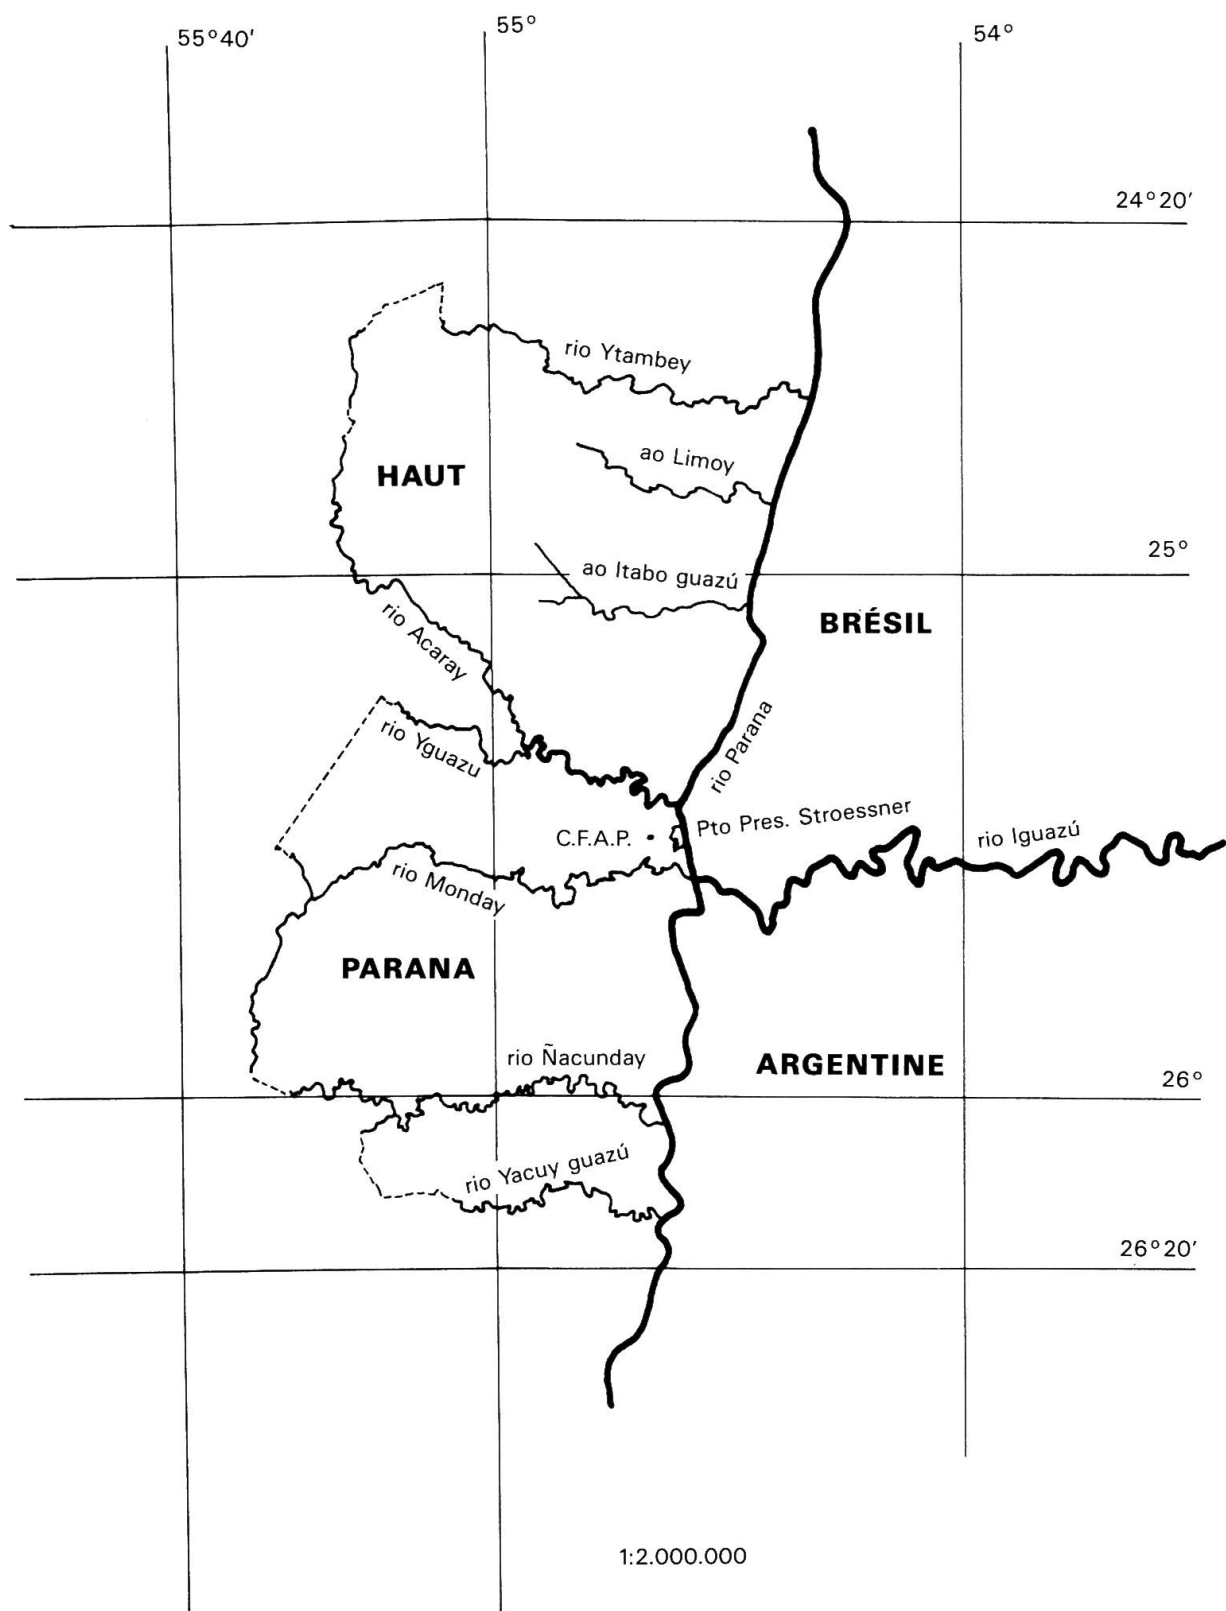 55°40'
55°
54°
24°20'
rio Ytambey
ao Limoy
HAUT
25°
ao Itabo guazú
BRÉSIL
rio Acaray
rio Parana
rio Yguazu
Pto Pres. Stroessner
C.F.A.P.
rio Iguazú
rio Monday
PARANA
rio Ñacunday
ARGENTINE
26°
rio Yacuy guazú
26°20'
1:2.000.000